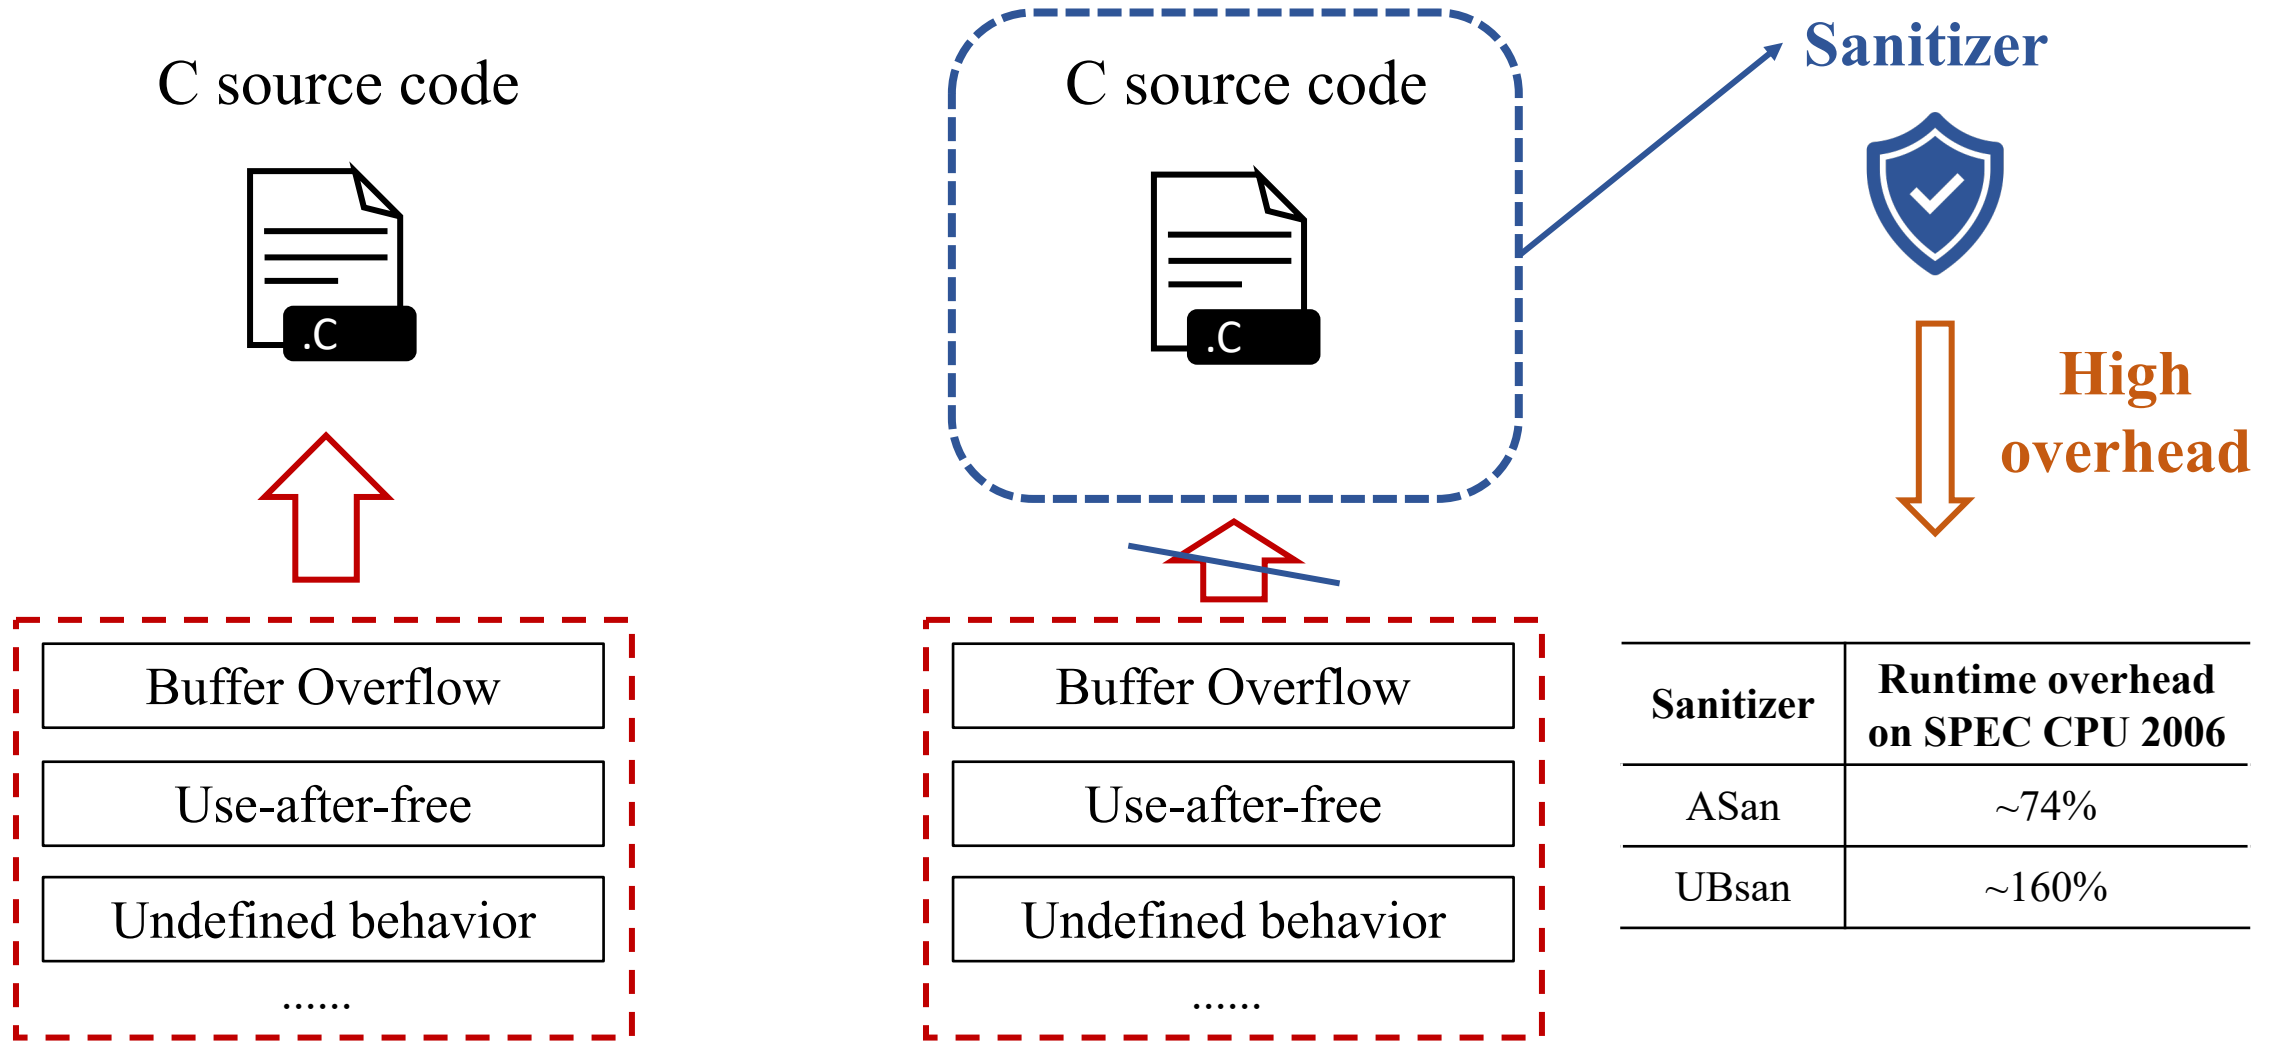 C source code
.C
Buffer Overflow
Use-after-free
Undefined behavior
......
C source code
.C
Buffer Overflow
Use-after-free
Undefined behavior
......
Sanitizer
High
overhead
Sanitizer
Runtime overhead
on SPEC CPU 2006
ASan
~74%
UBsan
~160%